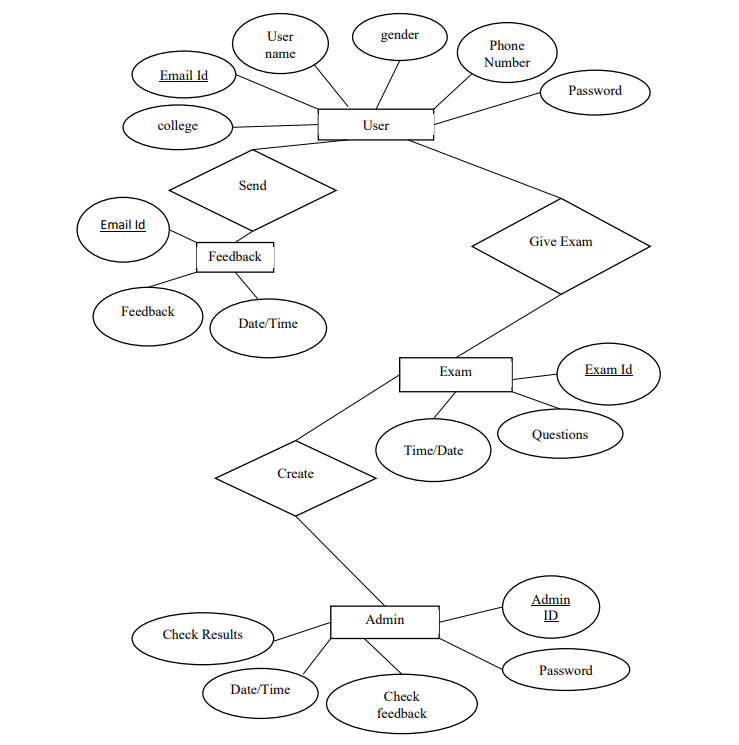 User
name
gender
Phone
Number
Email Id
Password
college
User
Send
Email Id
Give Exam
Feedback
Feedback
Date/Time
Exam
Exam Id
Time/Date
Questions
Create
Admin
ID
Admin
Check Results
Password
Date/Time
Check
feedback